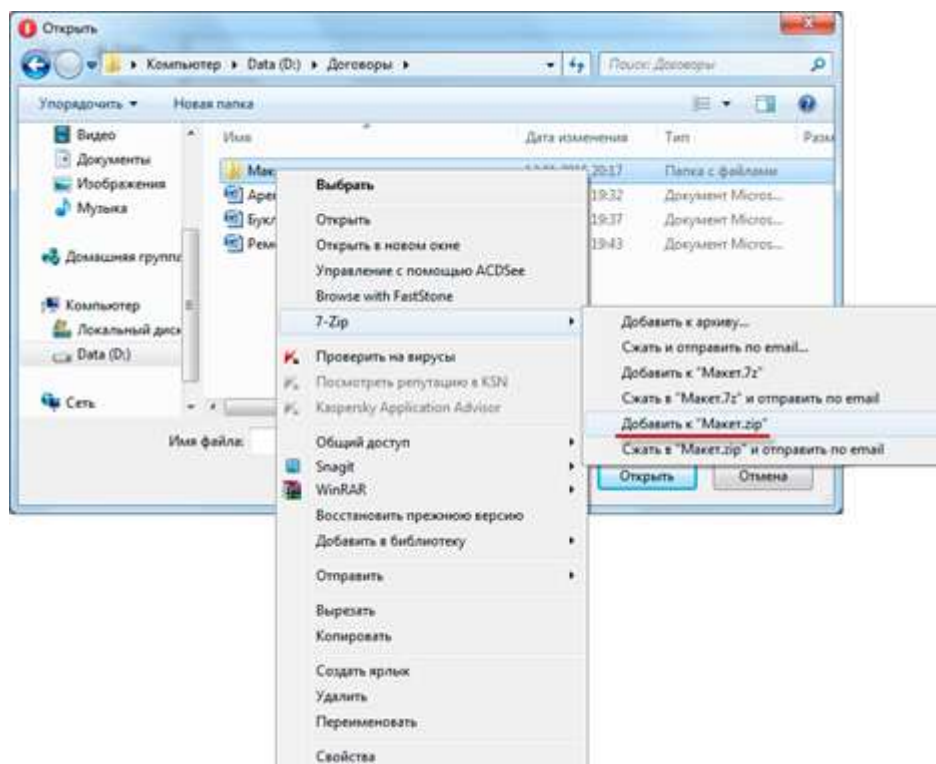 Открыть
Компьютер ▸ Data (D:) ▸ Договоры ▸
Поиск: Договоры
Упорядочить ▾ Новая папка
Видео
Документы
Изображения
Музыка
Домашняя группа
Компьютер
Локальный диск
Data (D:)
Сеть
Имя Дата изменения Тип Разм
Мак 20:17 Папка с файлами
Арен 19:32 Документ Micros...
Букл 19:37 Документ Micros...
Рем 19:43 Документ Micros...
Имя файла:
Открыть Отмена
Выбрать
Открыть
Открыть в новом окне
Управление с помощью ACDSee
Browse with FastStone
7-Zip
Проверить на вирусы
Посмотреть репутацию в KSN
Kaspersky Application Advisor
Общий доступ
Snagit
WinRAR
Восстановить прежнюю версию
Добавить в библиотеку
Отправить
Вырезать
Копировать
Создать ярлык
Удалить
Переименовать
Свойства
Добавить к архиву...
Сжать и отправить по email...
Добавить к "Макет.7z"
Сжать в "Макет.7z" и отправить по email
Добавить к "Макет.zip"
Сжать в "Макет.zip" и отправить по email